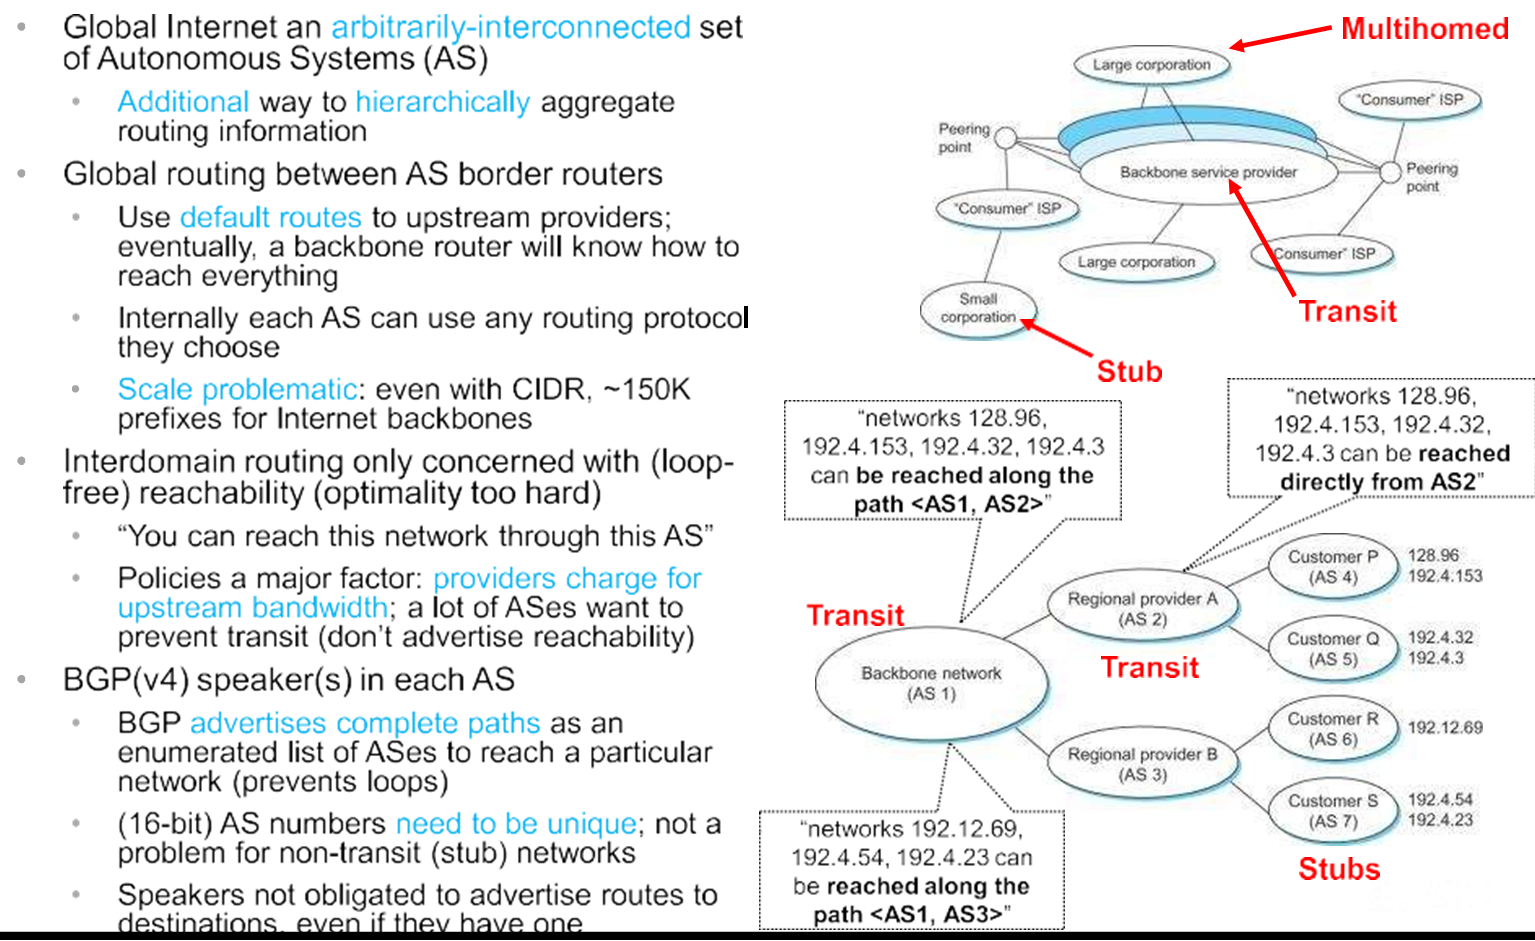 Global Internet an arbitrarily-interconnected set
of Autonomous Systems (AS)
Additional way to hierarchically aggregate
routing information
Global routing between AS border routers
Use default routes to upstream providers;
eventually, a backbone router will know how to
reach everything
Internally each AS can use any routing protocol
they choose
Scale problematic: even with CIDR, ~150K
prefixes for Internet backbones
Interdomain routing only concerned with (loop-
free) reachability (optimality too hard)
“You can reach this network through this AS”
Policies a major factor: providers charge for
upstream bandwidth; a lot of ASes want to
prevent transit (don’t advertise reachability)
BGP(v4) speaker(s) in each AS
BGP advertises complete paths as an
enumerated list of ASes to reach a particular
network (prevents loops)
(16-bit) AS numbers need to be unique; not a
problem for non-transit (stub) networks
Speakers not obligated to advertise routes to
destinations, even if they have one
Multihomed
Large corporation
“Consumer” ISP
Peering
point
Backbone service provider
Peering
point
“Consumer” ISP
Large corporation
Consumer” ISP
Small
corporation
Transit
Stub
“networks 128.96,
192.4.153, 192.4.32, 192.4.3
can be reached along the
path <AS1, AS2>”
“networks 128.96,
192.4.153, 192.4.32,
192.4.3 can be reached
directly from AS2”
Transit
Backbone network
(AS 1)
Regional provider A
(AS 2)
Transit
Customer P
(AS 4)
128.96
192.4.153
Customer Q
(AS 5)
192.4.32
192.4.3
Regional provider B
(AS 3)
Customer R
(AS 6)
192.12.69
Customer S
(AS 7)
192.4.54
192.4.23
Stubs
“networks 192.12.69,
192.4.54, 192.4.23 can
be reached along the
path <AS1, AS3>”